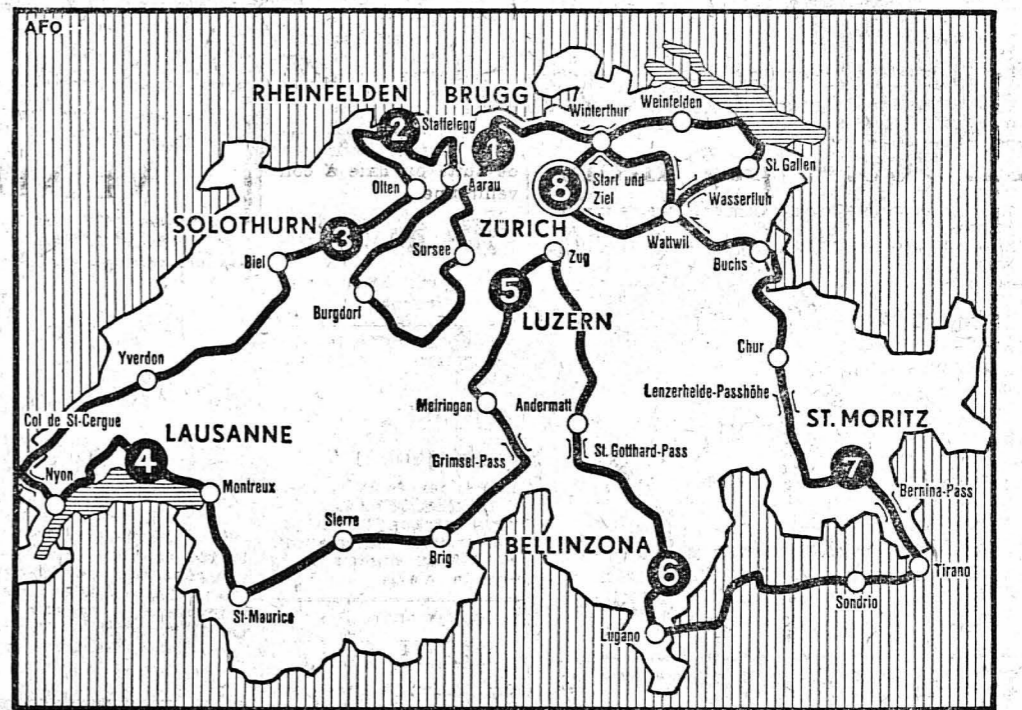 AFO
RHEINFELDEN
BRUGG
Winterthur
Weinfelden
2
Staffelegg
1
St. Gallen
Olten
Aarau
8
Start und
Ziel
Wasserfluh
SOLOTHURN
3
ZÜRICH
Wattwil
Biel
Sursee
Zug
Buchs
Burgdorf
5
LUZERN
Yverdon
Chur
Meiringen
Andermatt
Lenzerheide-Passhöhe
Col de St-Cergue
LAUSANNE
ST. MORITZ
4
Grimsel-Pass
St. Gotthard-Pass
7
Nyon
Montreux
Bernina-Pass
Sierre
Brig
BELLINZONA
6
Tirano
St-Maurice
Sondrio
Lugano